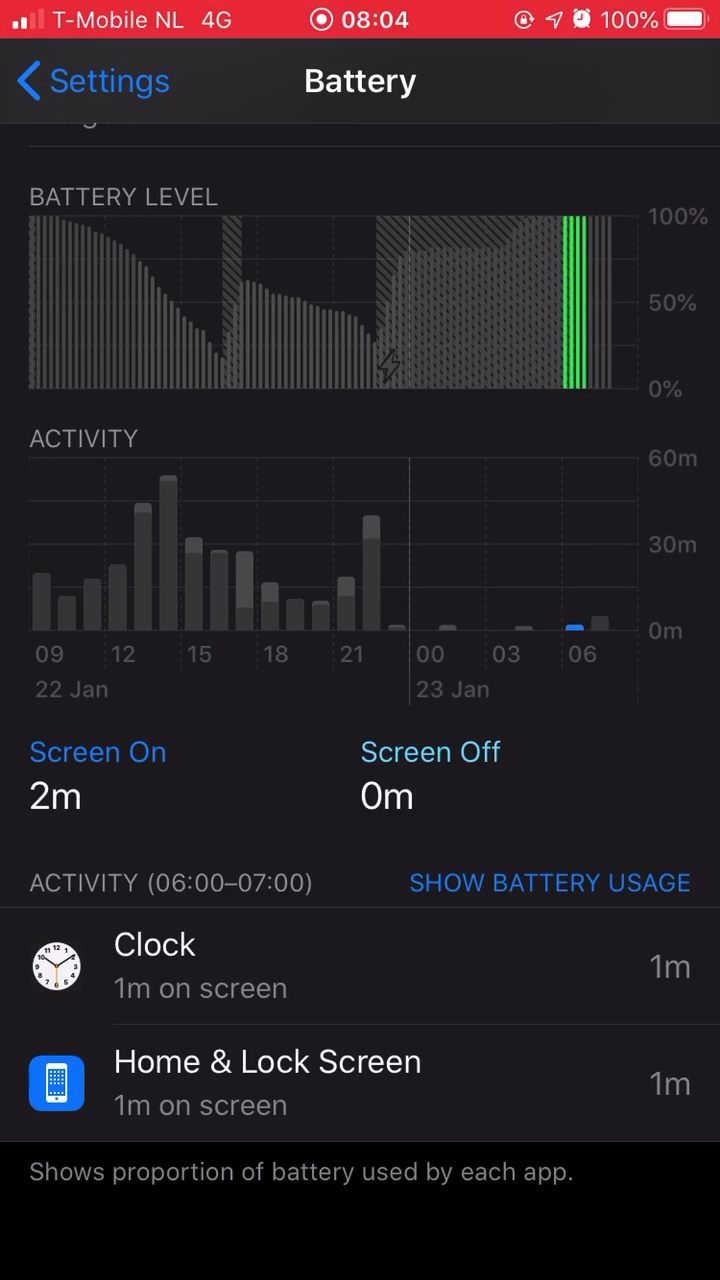 T-Mobile NL 4G 08:04 100%
Settings Battery
BATTERY LEVEL
100%
50%
0%
ACTIVITY
60m
30m
0m
09 12 15 18 21 00 03 06
22 Jan 23 Jan
Screen On Screen Off
2m 0m
ACTIVITY (06:00–07:00) SHOW BATTERY USAGE
Clock
1m on screen 1m
Home & Lock Screen
1m on screen 1m
Shows proportion of battery used by each app.